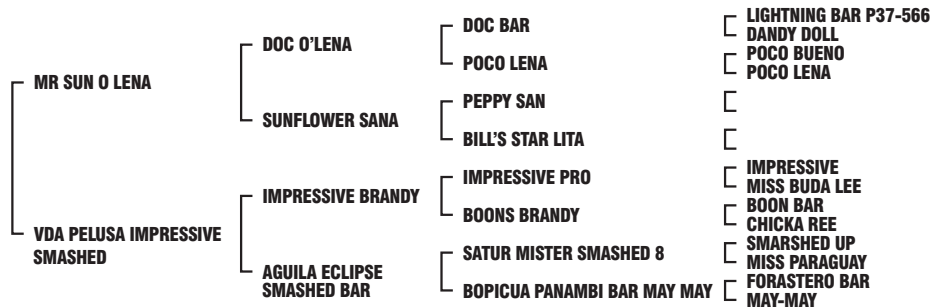 MR SUN O LENA
DOC O'LENA
DOC BAR
LIGHTNING BAR P37-566
DANDY DOLL
POCO LENA
POCO BUENO
POCO LENA
SUNFLOWER SANA
PEPPY SAN
BILL'S STAR LITA
VDA PELUSA IMPRESSIVE
SMASHED
IMPRESSIVE BRANDY
IMPRESSIVE PRO
IMPRESSIVE
MISS BUDA LEE
BOONS BRANDY
BOON BAR
CHICKA REE
AGUILA ECLIPSE
SMASHED BAR
SATUR MISTER SMASHED 8
SMARSHED UP
MISS PARAGUAY
BOPICUA PANAMBI BAR MAY MAY
FORASTERO BAR
MAY-MAY